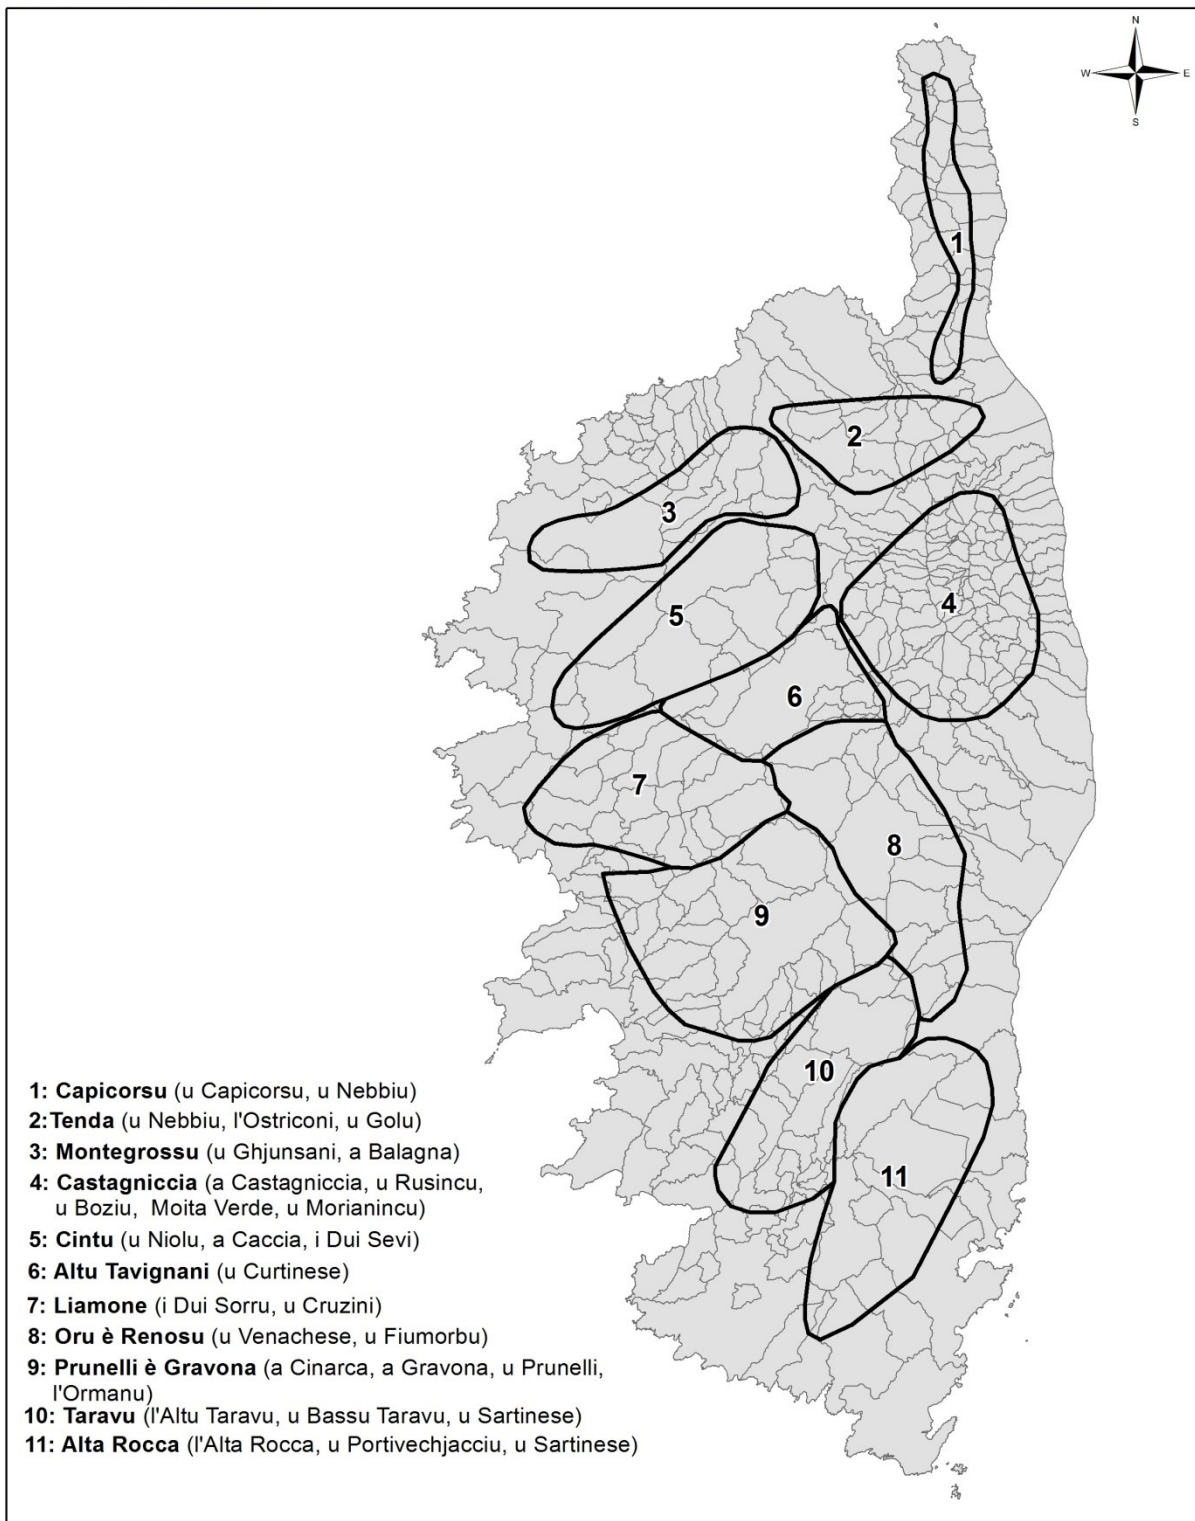 N
W E
S
1
2
3
4
5
6
7
8
9
10
11
1: Capicorsu (u Capicorsu, u Nebbiu)
2:Tenda (u Nebbiu, l'Ostriconi, u Golu)
3: Montegrossu (u Ghjunsani, a Balagna)
4: Castagniccia (a Castagniccia, u Rusincu,
u Boziu, Moita Verde, u Morianincu)
5: Cintu (u Niolu, a Caccia, i Dui Sevi)
6: Altu Tavignani (u Curtinese)
7: Liamone (i Dui Sorru, u Cruzini)
8: Oru è Renosu (u Venachese, u Fiumorbu)
9: Prunelli è Gravona (a Cinarca, a Gravona, u Prunelli,
l'Ormanu)
10: Taravu (l'Altu Taravu, u Bassu Taravu, u Sartinese)
11: Alta Rocca (l'Alta Rocca, u Portivechjacciu, u Sartinese)